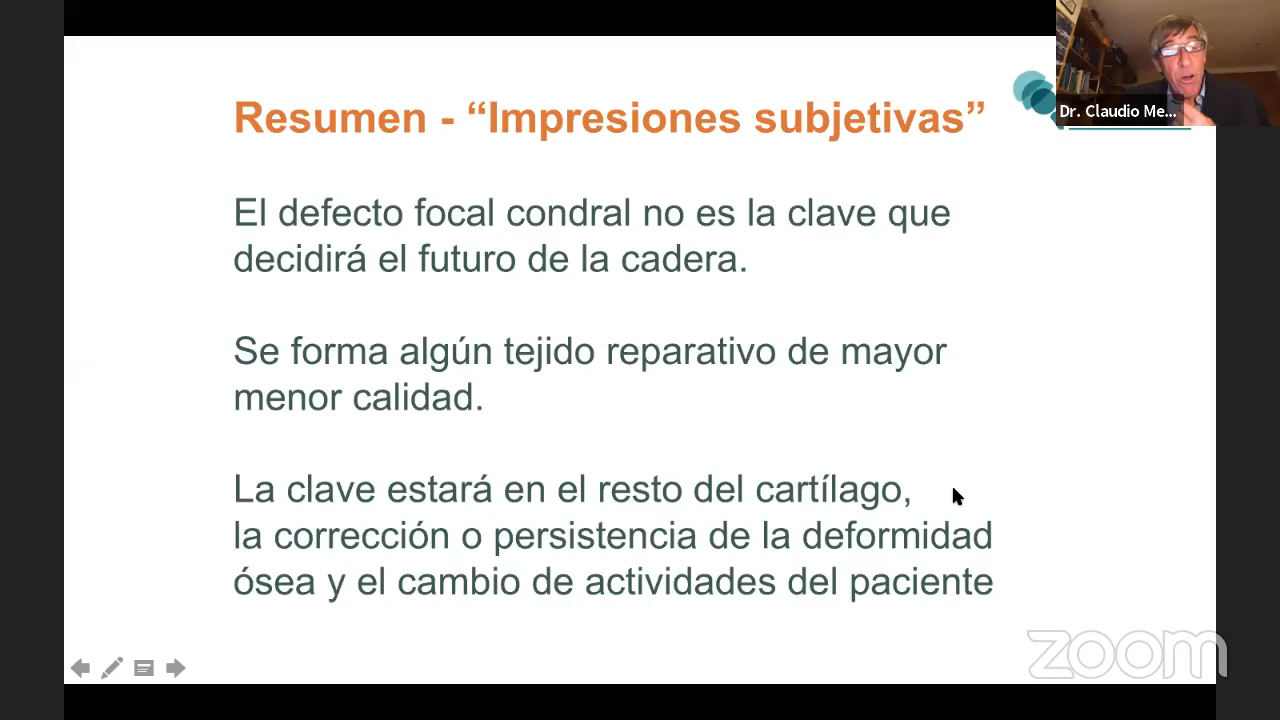 Resumen - “Impresiones subjetivas”
Dr. Claudio Me...
El defecto focal condral no es la clave que
decidirá el futuro de la cadera.
Se forma algún tejido reparativo de mayor
menor calidad.
La clave estará en el resto del cartílago,
la corrección o persistencia de la deformidad
ósea y el cambio de actividades del paciente
zoom